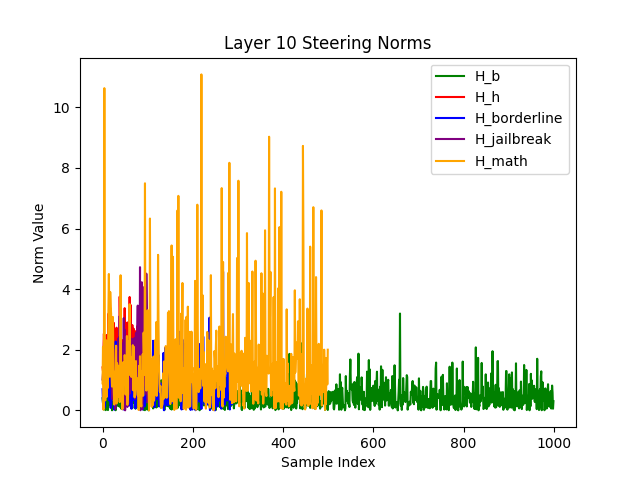 Layer 10 Steering Norms
H_b
H_h
H_borderline
H_jailbreak
H_math
Norm Value
10
8
6
4
2
0
0 200 400 600 800 1000
Sample Index